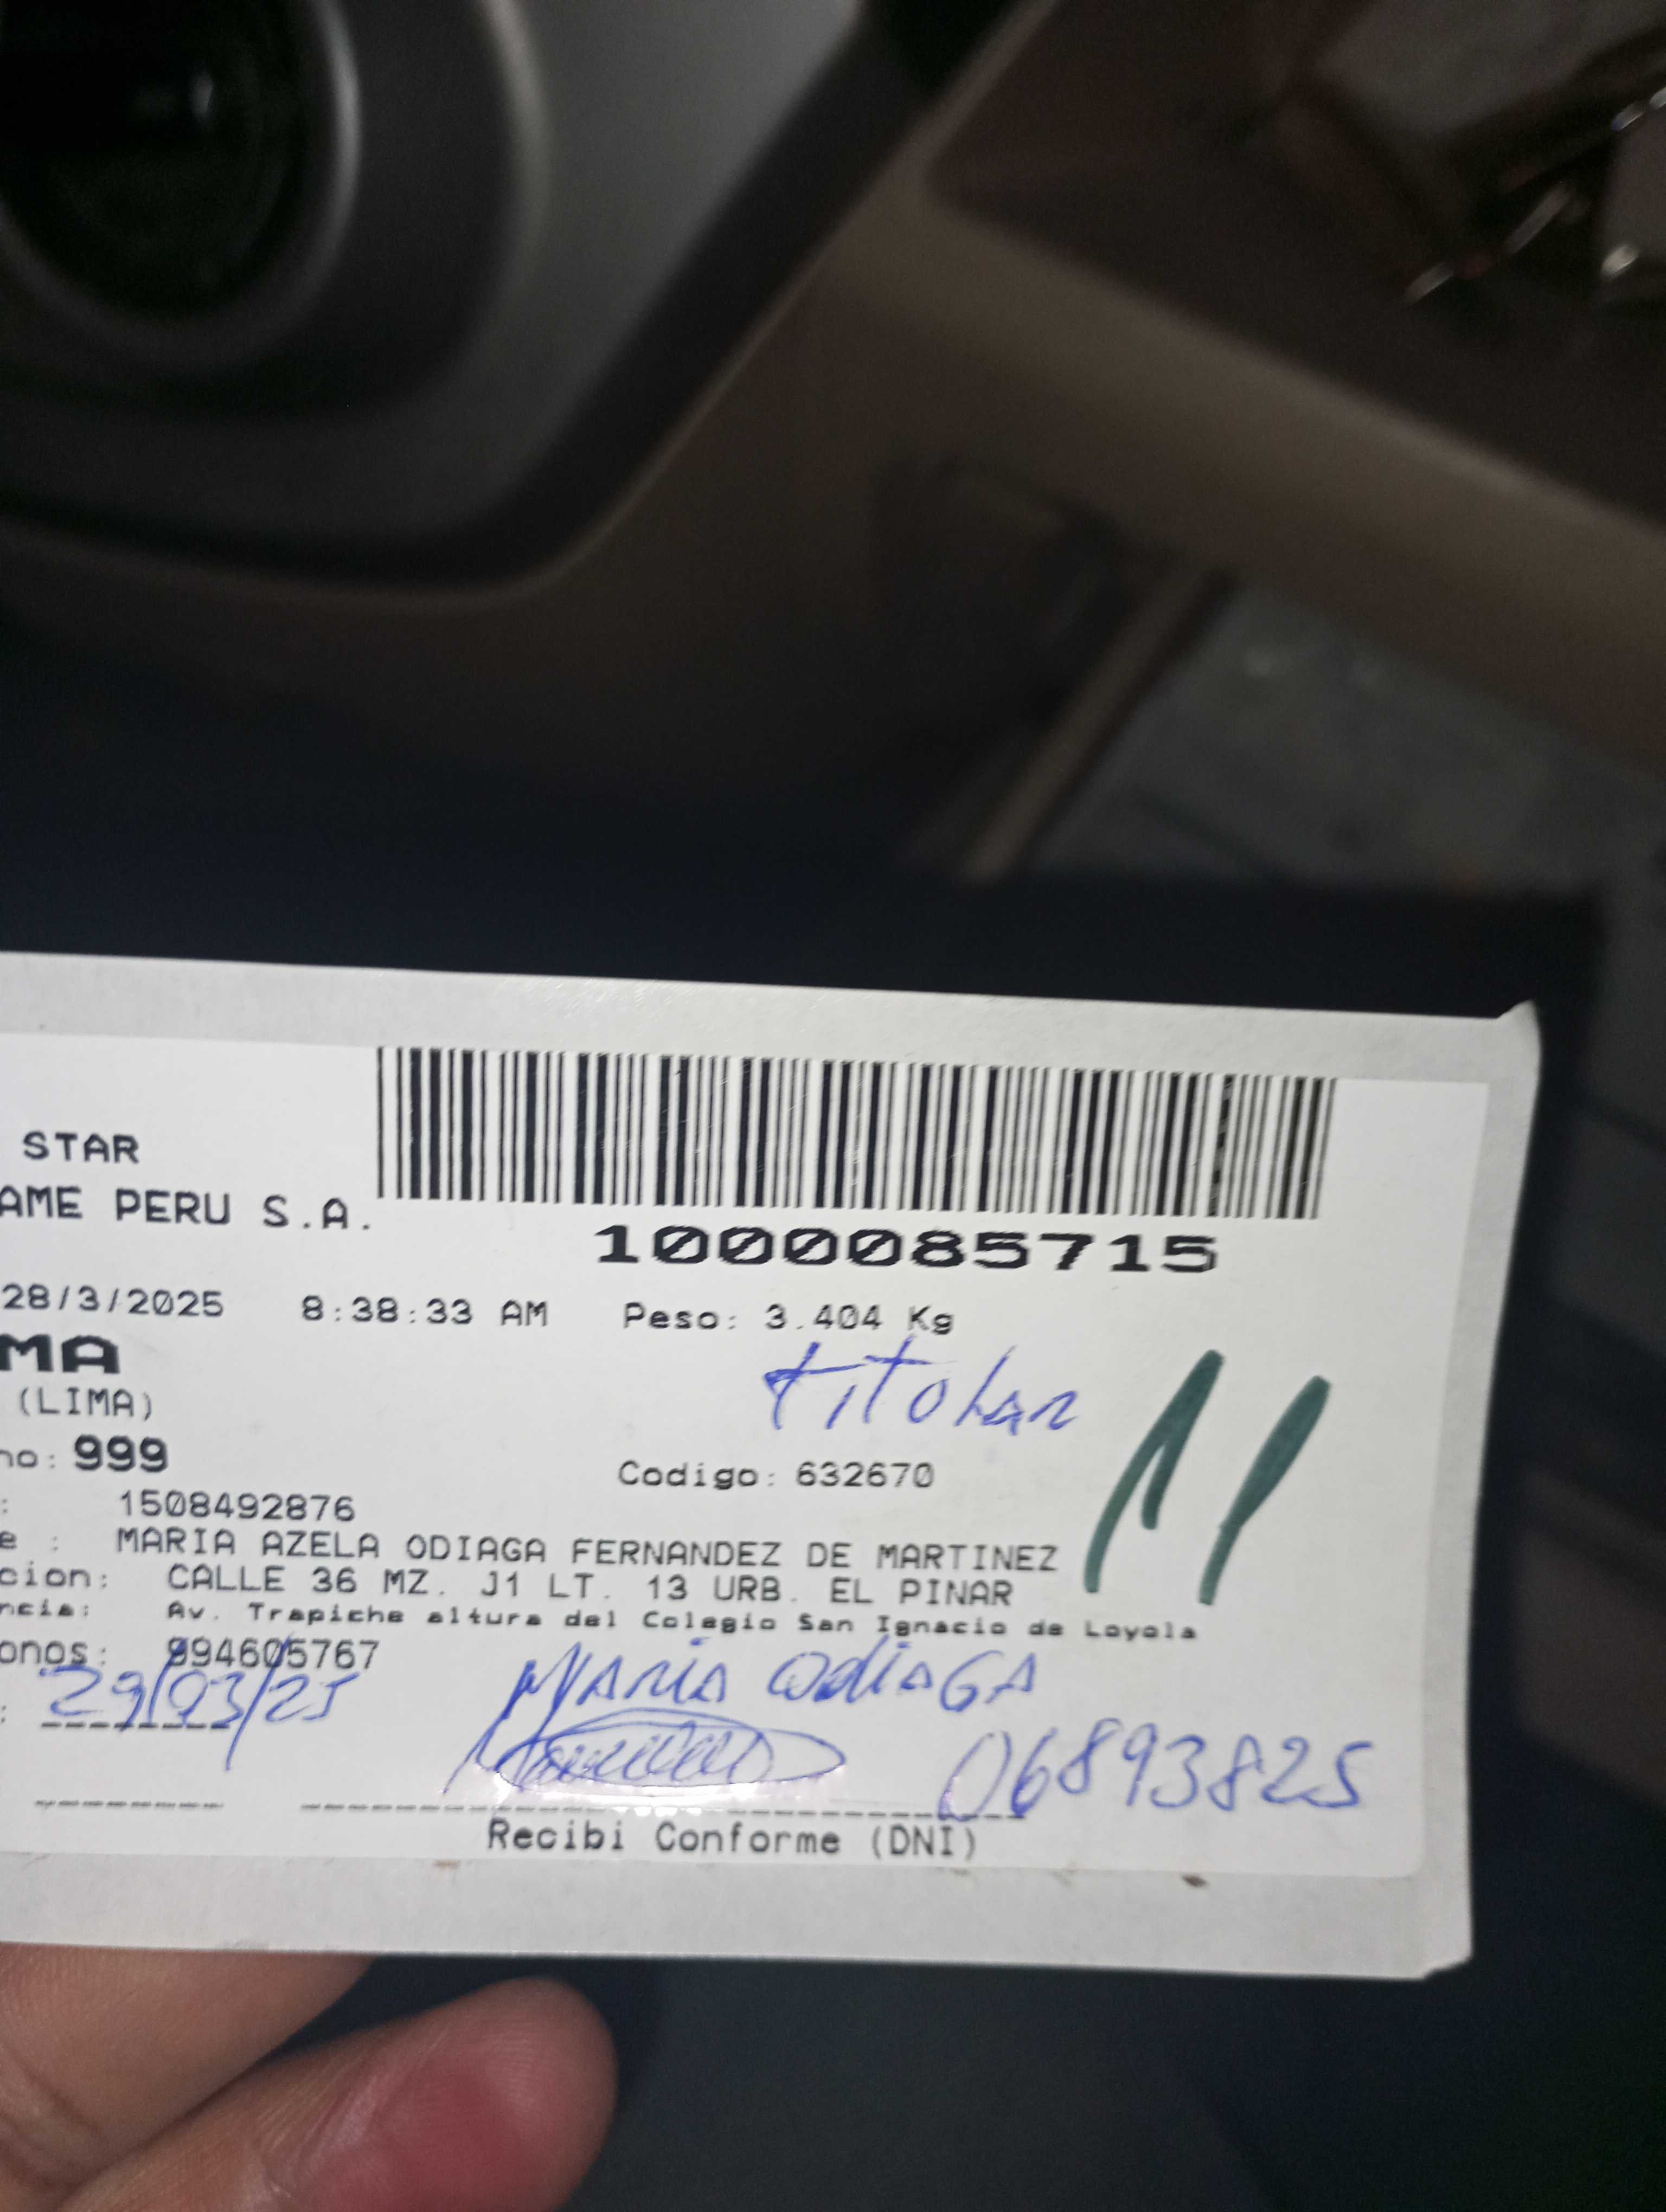 STAR
AME PERU S.A.
1000085715
28/3/2025 8:38:33 AM Peso: 3.404 Kg
MA
titular
(LIMA)
no: 999
11
Codigo: 632670
: 1508492876
e : MARIA AZELA ODIAGA FERNANDEZ DE MARTINEZ
cion: CALLE 36 MZ. J1 LT. 13 URB. EL PINAR
ncia: Av. Trapiche altura del Colegio San Ignacio de Loyola
onos: 994605767
: 29/03/25 Maria Odiaga
06893825
Recibi Conforme (DNI)